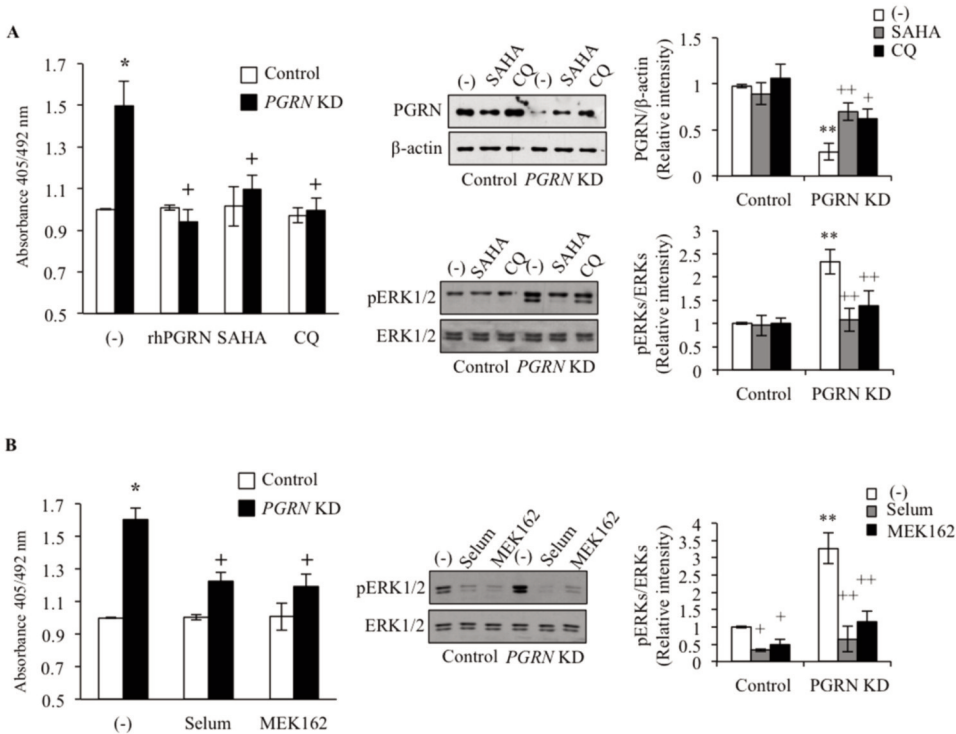 A
Absorbance 405/492 nm
1.7
1.5
1.3
1.1
0.9
0.7
0.5
*
+
+
+
Control
PGRN KD
(-)
rhPGRN
SAHA
CQ
(-)
SAHA
CQ
(-)
SAHA
CQ
PGRN
β-actin
Control PGRN KD
(-)
SAHA
CQ
PGRN/β-actin
(Relative intensity)
1.5
1
0.5
0
**
++
+
Control
PGRN KD
(-)
SAHA
CQ
(-)
SAHA
CQ
pERK1/2
ERK1/2
Control PGRN KD
pERKs/ERKs
(Relative intensity)
3
2.5
2
1.5
1
0.5
0
**
++
++
Control
PGRN KD
B
Absorbance 405/492 nm
1.7
1.5
1.3
1.1
0.9
0.7
0.5
*
+
+
Control
PGRN KD
(-)
Selum
MEK162
(-)
Selum
MEK162
(-)
Selum
MEK162
pERK1/2
ERK1/2
Control PGRN KD
(-)
Selum
MEK162
pERKs/ERKs
(Relative intensity)
4
3.5
3
2.5
2
1.5
1
0.5
0
+
+
**
++
++
Control
PGRN KD